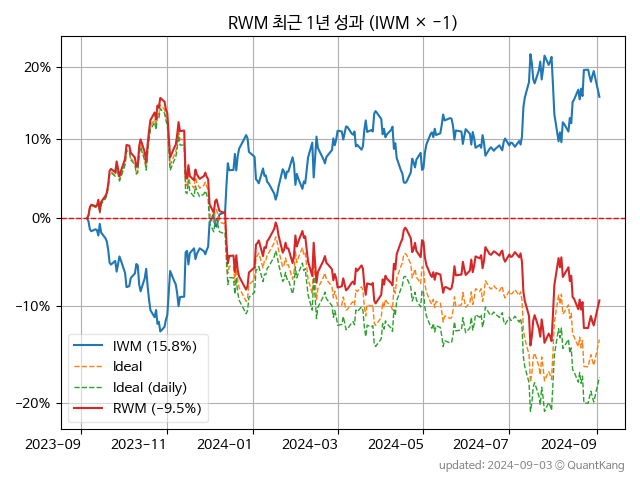 RWM 최근 1년 성과 (IWM × −1)
20%
10%
0%
−10%
−20%
IWM (15.8%)
Ideal
Ideal (daily)
RWM (−9.5%)
2023-09 2023-11 2024-01 2024-03 2024-05 2024-07 2024-09
updated: 2024-09-03 © QuantKang